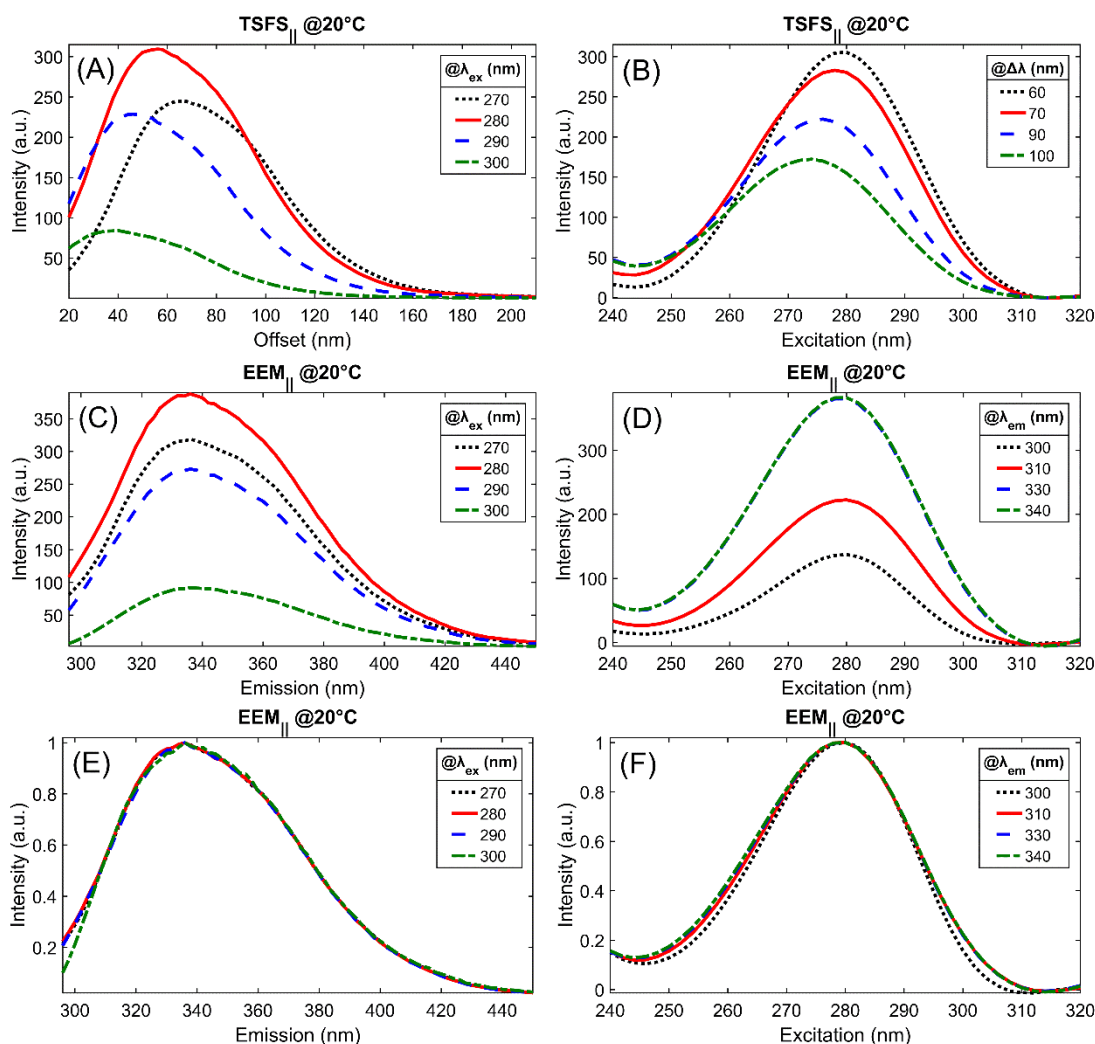 TSFS|| @20°C
(A)
@λex (nm)
270
280
290
300
300
250
200
150
100
50
Intensity (a.u.)
20 40 60 80 100 120 140 160 180 200
Offset (nm)
TSFS|| @20°C
(B)
@Δλ (nm)
60
70
90
100
300
250
200
150
100
50
0
Intensity (a.u.)
240 250 260 270 280 290 300 310 320
Excitation (nm)
EEM|| @20°C
(C)
@λex (nm)
270
280
290
300
350
300
250
200
150
100
50
Intensity (a.u.)
300 320 340 360 380 400 420 440
Emission (nm)
EEM|| @20°C
(D)
@λem (nm)
300
310
330
340
300
200
100
0
Intensity (a.u.)
240 250 260 270 280 290 300 310 320
Excitation (nm)
EEM|| @20°C
(E)
@λex (nm)
270
280
290
300
1
0.8
0.6
0.4
0.2
Intensity (a.u.)
300 320 340 360 380 400 420 440
Emission (nm)
EEM|| @20°C
(F)
@λem (nm)
300
310
330
340
1
0.8
0.6
0.4
0.2
0
Intensity (a.u.)
240 250 260 270 280 290 300 310 320
Excitation (nm)